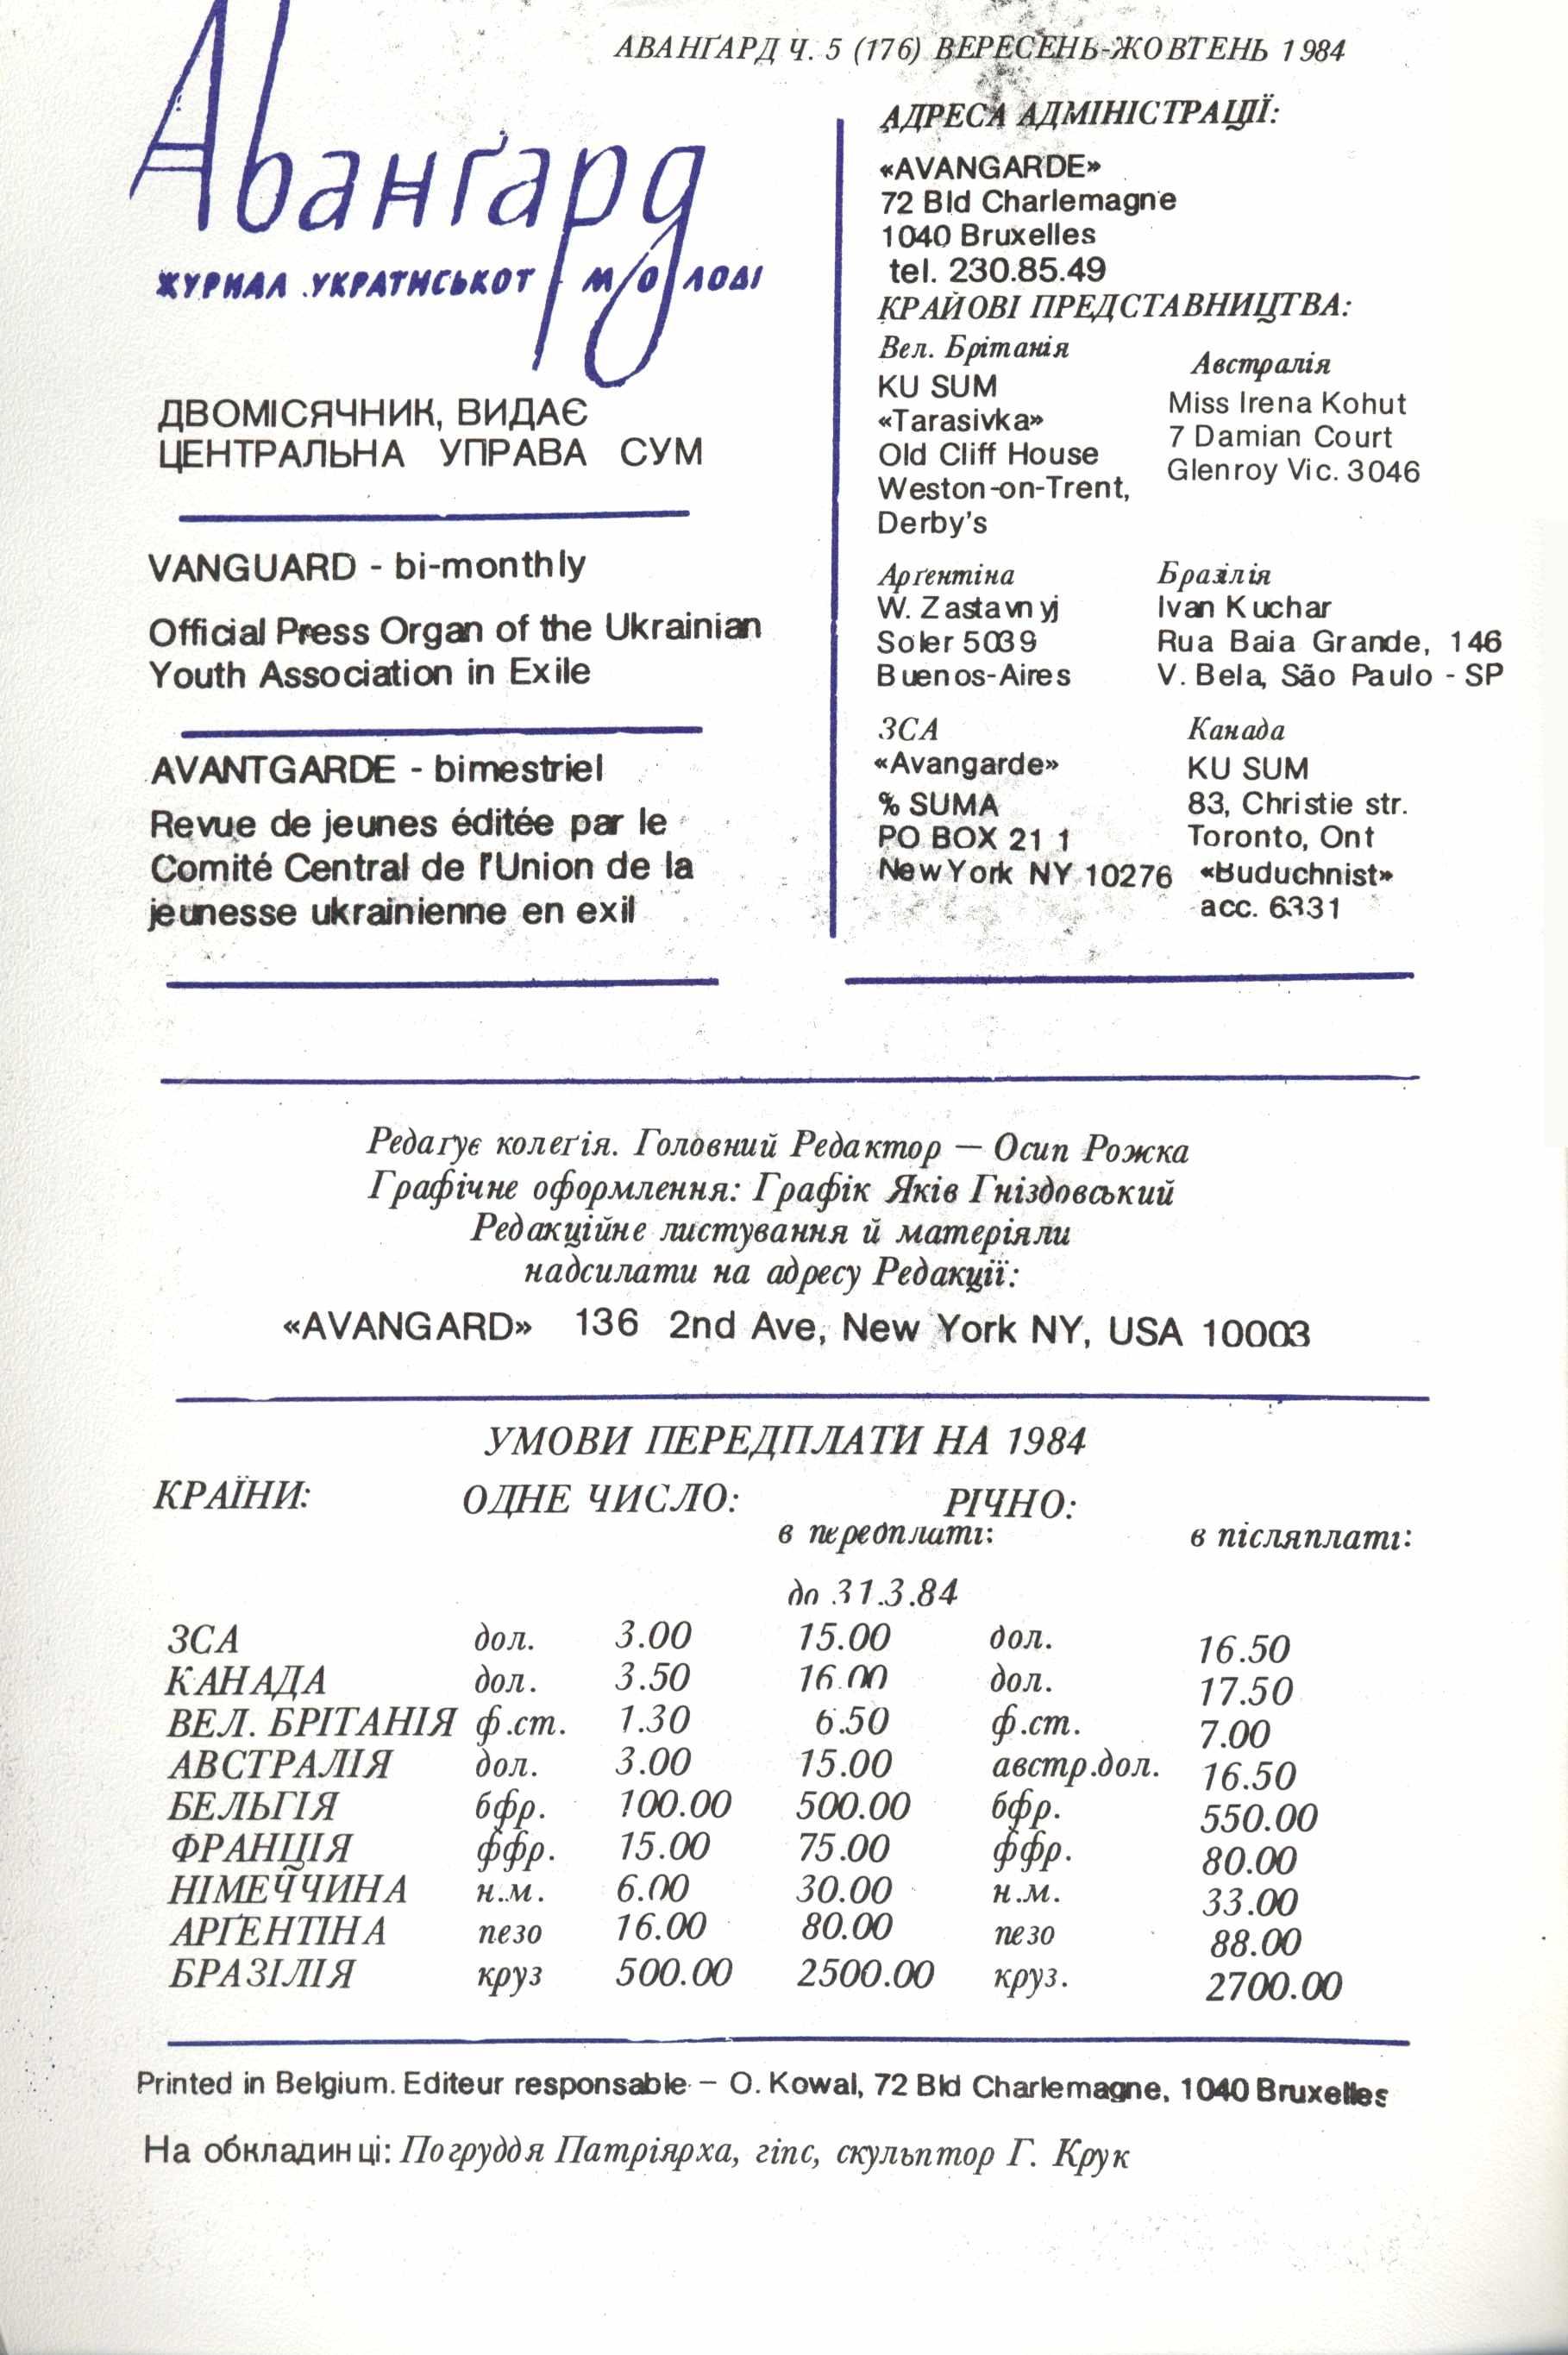 АВАНҐАРД Ч. 5 (176) ВЕРЕСЕНЬ-ЖОВТЕНЬ 1984
Аванґард
ЖУРНАЛ УКРАЇНСЬКОЇ МОЛОДІ
ДВОМІСЯЧНИК, ВИДАЄ
ЦЕНТРАЛЬНА УПРАВА СУМ
VANGUARD - bi-monthly
Official Press Organ of the Ukrainian
Youth Association in Exile
AVANTGARDE - bimestriel
Revue de jeunes éditée par le
Comité Central de l'Union de la
jeunesse ukrainienne en exil
АДРЕСА АДМІНІСТРАЦІЇ:
«AVANGARDE»
72 Bld Charlemagne
1040 Bruxelles
tel. 230.85.49
КРАЙОВІ ПРЕДСТАВНИЦТВА:
Вел. Брітанія
KU SUM
«Tarasivka»
Old Cliff House
Weston-on-Trent,
Derby's
Австралія
Miss Irena Kohut
7 Damian Court
Glenroy Vic. 3046
Арґентіна
W. Zastavnyj
Soler 5039
Buenos-Aires
Бразілія
Ivan Kuchar
Rua Baia Grande, 146
V. Bela, São Paulo - SP
ЗСА
«Avangarde»
% SUMA
PO BOX 211
New York NY 10276
Канада
KU SUM
83, Christie str.
Toronto, Ont
«Buduchnist»
acc. 6331
Редаґує колеґія. Головний Редактор — Осип Рожка
Графічне оформлення: Графік Яків Гніздовський
Редакційне листування й матеріяли
надсилати на адресу Редакції:
«AVANGARD» 136 2nd Ave, New York NY, USA 10003
УМОВИ ПЕРЕДПЛАТИ НА 1984
КРАЇНИ: ОДНЕ ЧИСЛО: РІЧНО:
в передплаті: в післяплаті:
до 31.3.84
ЗСА дол. 3.00 15.00 дол. 16.50
КАНАДА дол. 3.50 16.00 дол. 17.50
ВЕЛ. БРІТАНІЯ ф.ст. 1.30 6.50 ф.ст. 7.00
АВСТРАЛІЯ дол. 3.00 15.00 австр.дол. 16.50
БЕЛЬГІЯ бфр. 100.00 500.00 бфр. 550.00
ФРАНЦІЯ ффр. 15.00 75.00 ффр. 80.00
НІМЕЧЧИНА н.м. 6.00 30.00 н.м. 33.00
АРҐЕНТІНА пезо 16.00 80.00 пезо 88.00
БРАЗІЛІЯ круз 500.00 2500.00 круз. 2700.00
Printed in Belgium. Editeur responsable – O. Kowal, 72 Bld Charlemagne, 1040 Bruxelles
На обкладинці: Погруддя Патріярха, гіпс, скульптор Г. Крук